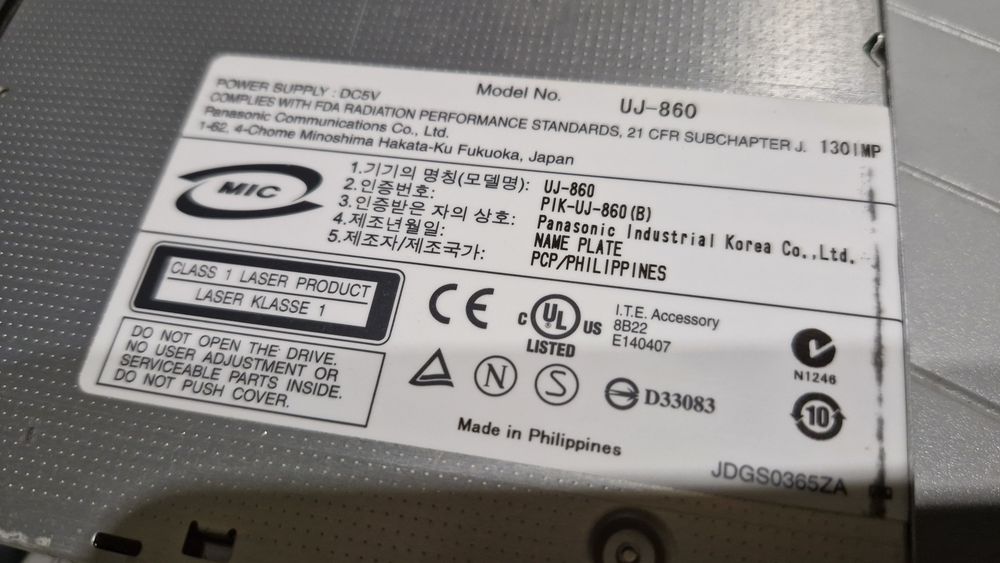 POWER SUPPLY : DC5V Model No. UJ-860
COMPLIES WITH FDA RADIATION PERFORMANCE STANDARDS, 21 CFR SUBCHAPTER J. 1301MP
Panasonic Communications Co., Ltd.
1-62, 4-Chome Minoshima Hakata-Ku Fukuoka, Japan
MIC
1.기기의 명칭(모델명): UJ-860
2.인증번호: PIK-UJ-860(B)
3.인증받은 자의 상호: Panasonic Industrial Korea Co.,Ltd.
4.제조년월일: NAME PLATE
5.제조자/제조국가: PCP/PHILIPPINES
CLASS 1 LASER PRODUCT
LASER KLASSE 1
DO NOT OPEN THE DRIVE.
NO USER ADJUSTMENT OR
SERVICEABLE PARTS INSIDE.
DO NOT PUSH COVER.
CE
c UL US
LISTED
I.T.E. Accessory
8B22
E140407
N1246
N S D33083
10
Made in Philippines
JDGS0365ZA